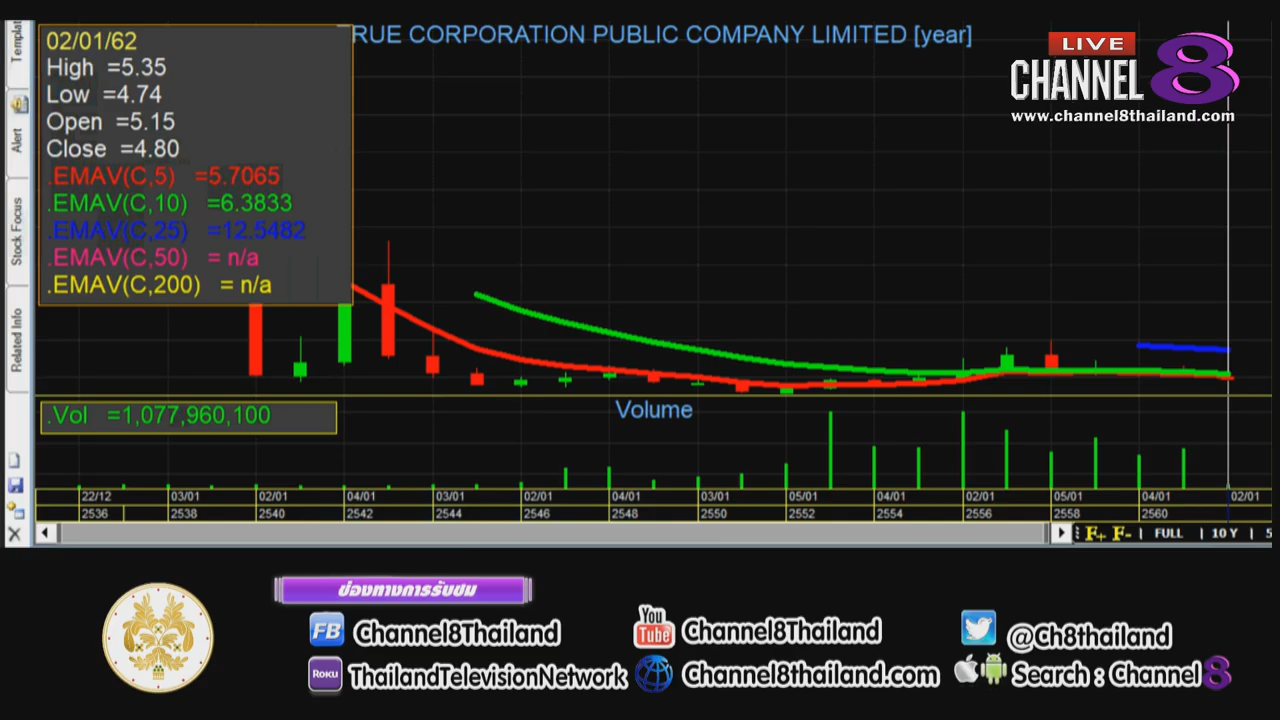 Templat
Alert
Stock Focus
Related Info
02/01/62
High =5.35
Low =4.74
Open =5.15
Close =4.80
.EMAV(C,5) =5.7065
.EMAV(C,10) =6.3833
.EMAV(C,25) =12.5482
.EMAV(C,50) = n/a
.EMAV(C,200) = n/a
RUE CORPORATION PUBLIC COMPANY LIMITED [year]
LIVE
CHANNEL 8
www.channel8thailand.com
.Vol =1,077,960,100
Volume
22/12 03/01 02/01 04/01 03/01 02/01 04/01 03/01 05/01 04/01 02/01 05/01 04/01 02/01
2536 2538 2540 2542 2544 2546 2548 2550 2552 2554 2556 2558 2560
F+ F- | FULL | 10 Y | 5
ช่องทางการรับชม
FB Channel8Thailand
You Tube Channel8Thailand
@Ch8thailand
ROKU ThailandTelevisionNetwork
Channel8thailand.com
Search : Channel 8